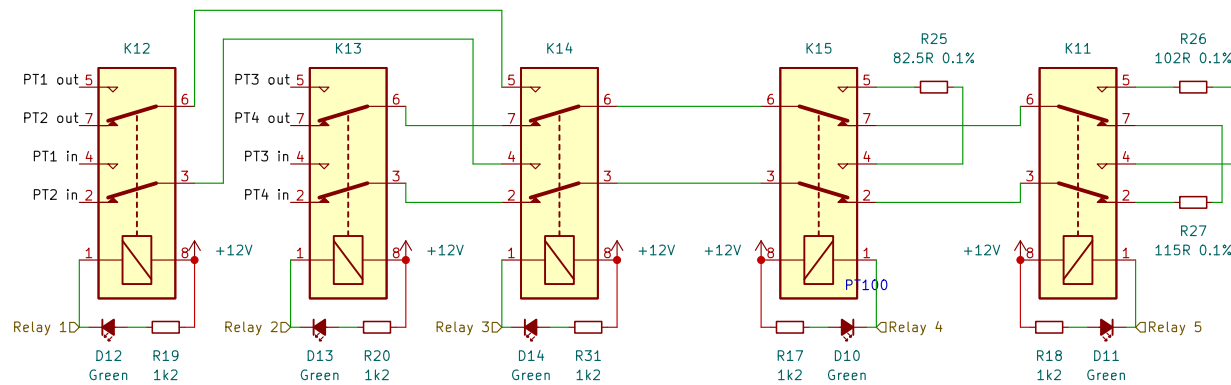 K12 K13 K14 K15 R25 K11 R26
82.5R 0.1% 102R 0.1%
PT1 out 5 PT3 out 5 5 5 5
6 6 6 6 6
PT2 out 7 PT4 out 7 7 7 7
PT1 in 4 PT3 in 4 4 4 4
3 3 3 3 3
PT2 in 2 PT4 in 2 2 2 2
R27
1 8 +12V 1 8 +12V 1 8 +12V +12V 8 1 +12V 8 1 115R 0.1%
PT100
Relay 1 Relay 2 Relay 3 Relay 4 Relay 5
D12 R19 D13 R20 D14 R31 R17 D10 R18 D11
Green 1k2 Green 1k2 Green 1k2 1k2 Green 1k2 Green